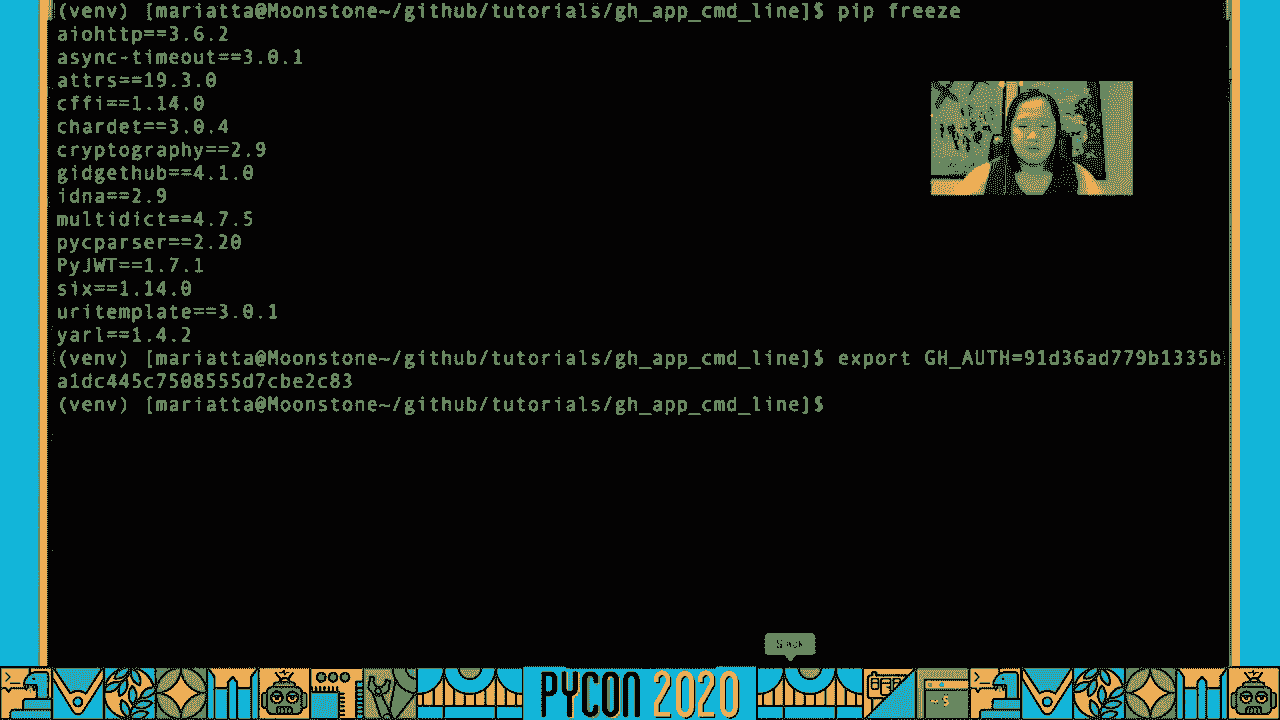 (venv) [mariatta@Moonstone~/github/tutorials/gh_app_cmd_line]$ pip freeze
aiohttp==3.6.2
async-timeout==3.0.1
attrs==19.3.0
cffi==1.14.0
chardet==3.0.4
cryptography==2.9
gidgethub==4.1.0
idna==2.9
multidict==4.7.5
pycparser==2.20
PyJWT==1.7.1
six==1.14.0
uritemplate==3.0.1
yarl==1.4.2
(venv) [mariatta@Moonstone~/github/tutorials/gh_app_cmd_line]$ export GH_AUTH=91d36ad779b1335b
a1dc445c7508555d7cbe2c83
(venv) [mariatta@Moonstone~/github/tutorials/gh_app_cmd_line]$
Slack
PYCON 2020
~ $